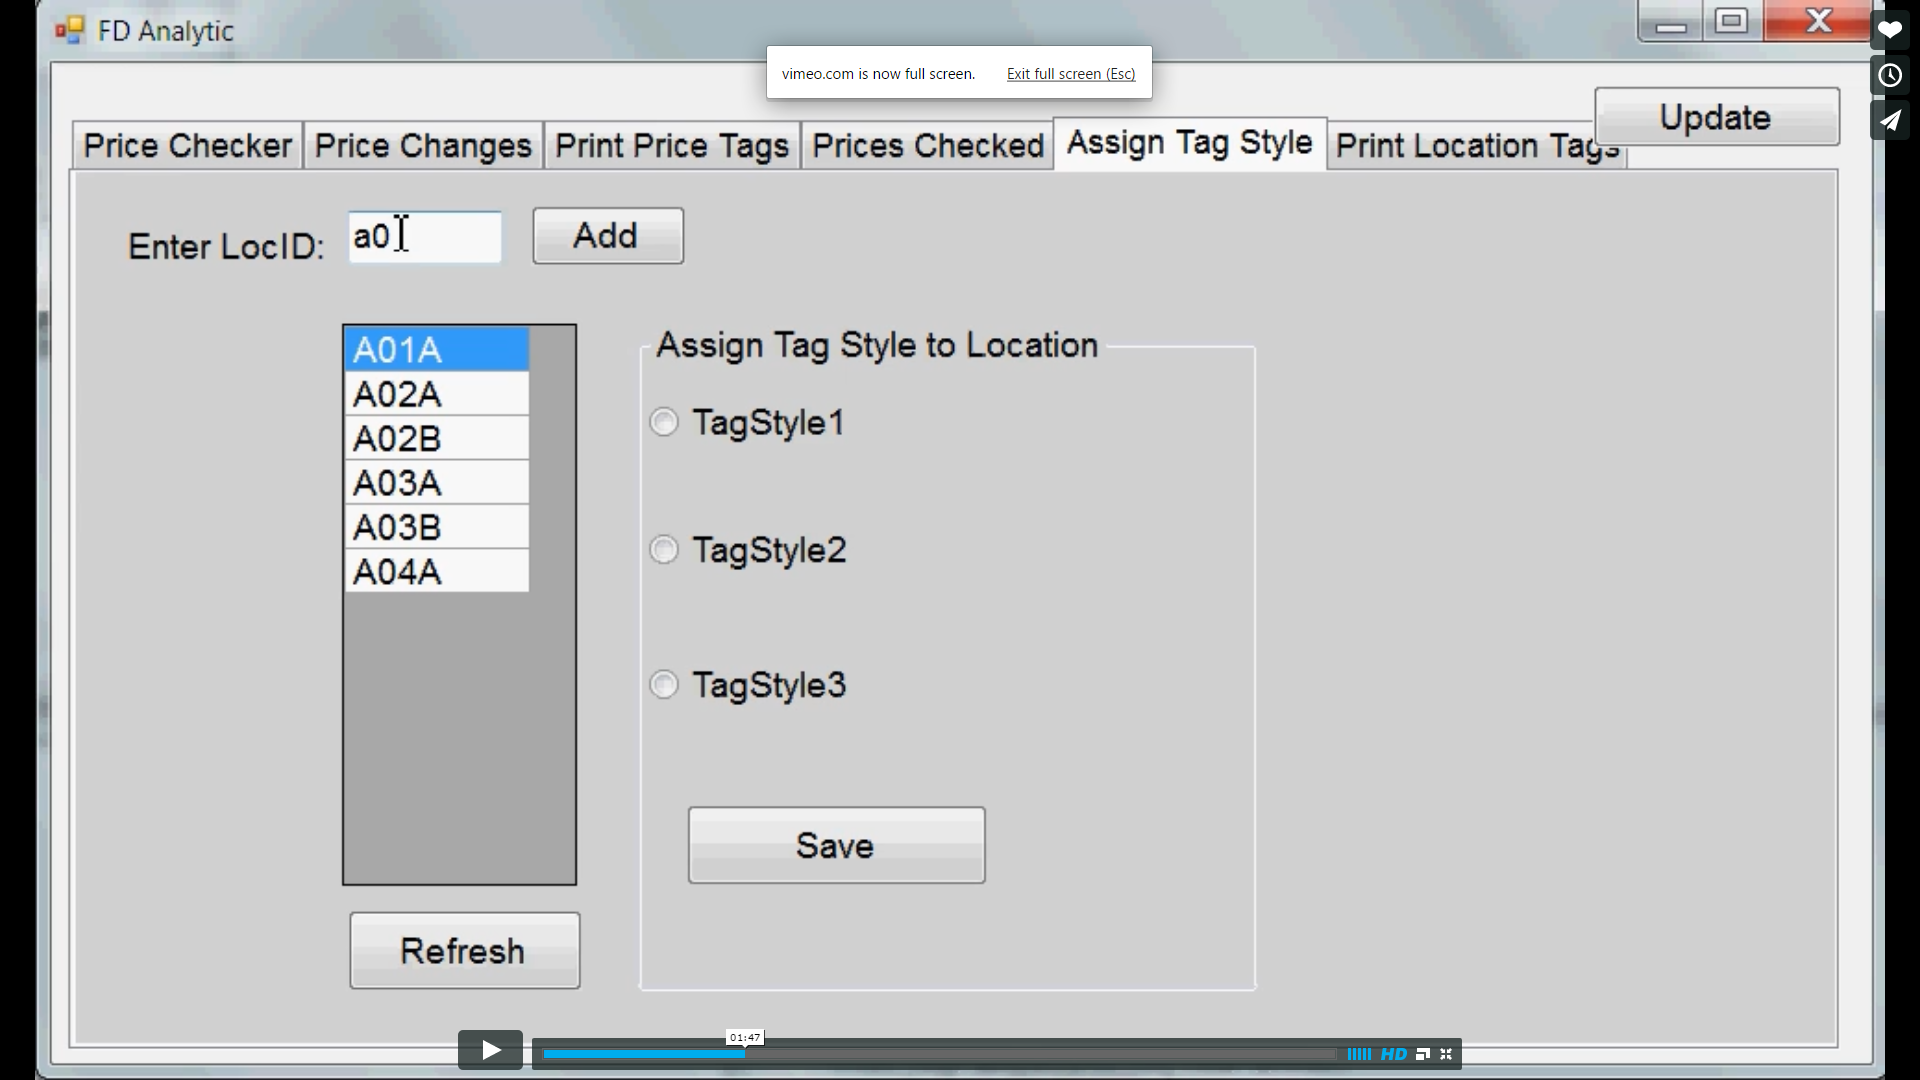 FD Analytic
vimeo.com is now full screen. Exit full screen (Esc)
Update
Price Checker Price Changes Print Price Tags Prices Checked Assign Tag Style Print Location Tags
Enter LocID: a0 Add
A01A
A02A
A02B
A03A
A03B
A04A
Assign Tag Style to Location
TagStyle1
TagStyle2
TagStyle3
Save
Refresh
01:47
HD